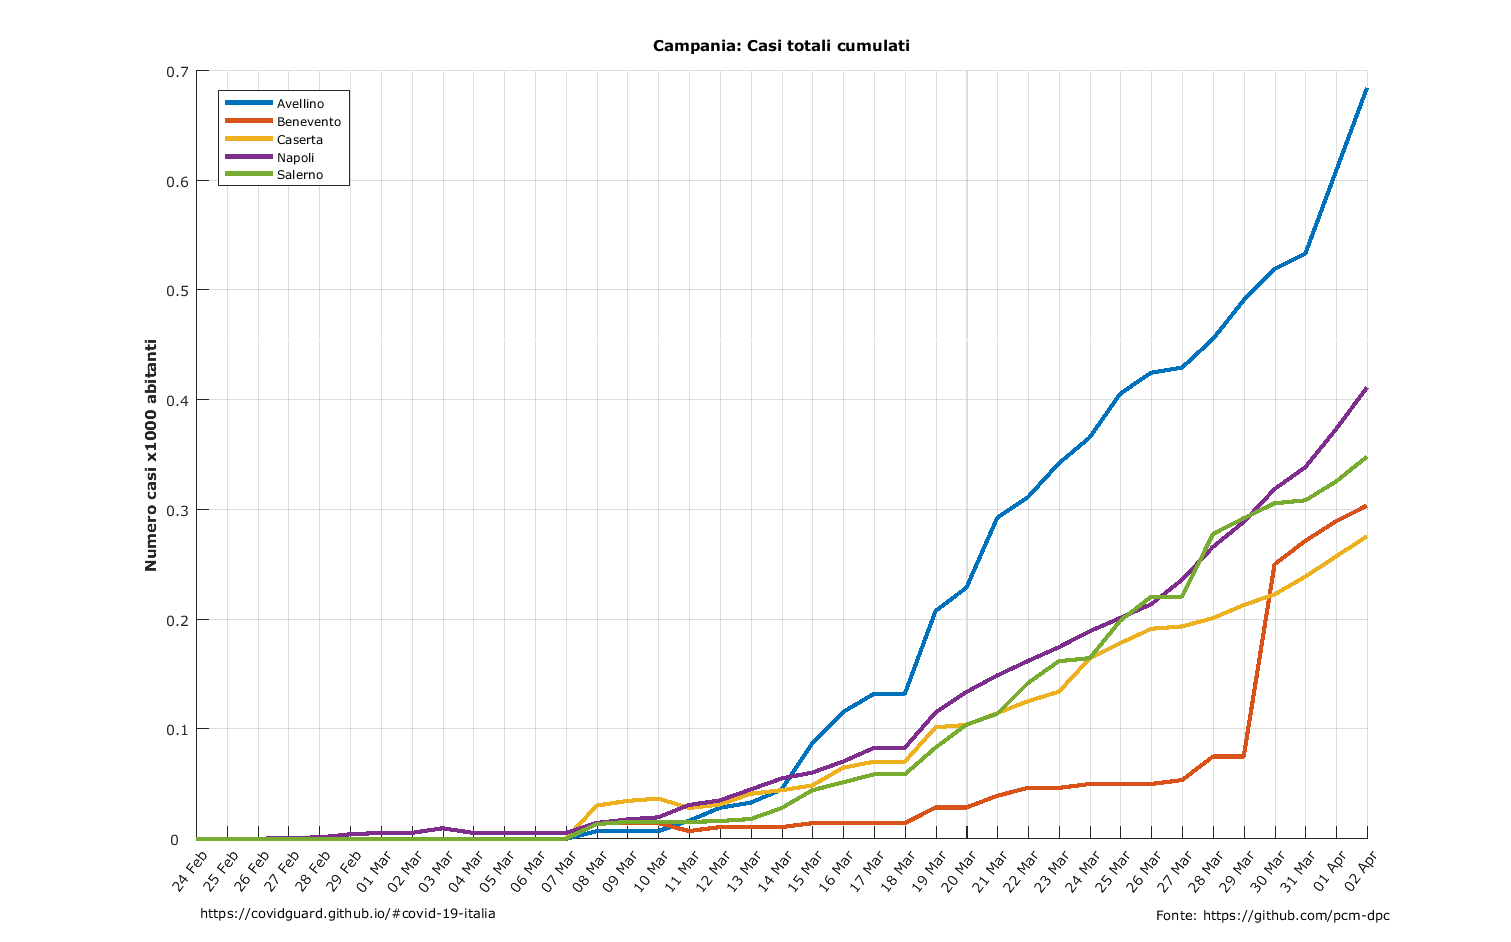 Campania: Casi totali cumulati
Numero casi x1000 abitanti
0.7
0.6
0.5
0.4
0.3
0.2
0.1
0
Avellino
Benevento
Caserta
Napoli
Salerno
24 Feb
25 Feb
26 Feb
27 Feb
28 Feb
29 Feb
01 Mar
02 Mar
03 Mar
04 Mar
05 Mar
06 Mar
07 Mar
08 Mar
09 Mar
10 Mar
11 Mar
12 Mar
13 Mar
14 Mar
15 Mar
16 Mar
17 Mar
18 Mar
19 Mar
20 Mar
21 Mar
22 Mar
23 Mar
24 Mar
25 Mar
26 Mar
27 Mar
28 Mar
29 Mar
30 Mar
31 Mar
01 Apr
02 Apr
https://covidguard.github.io/#covid-19-italia
Fonte: https://github.com/pcm-dpc